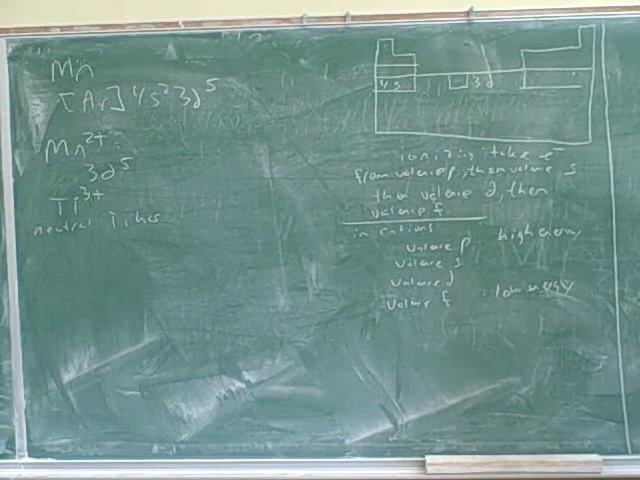 Mn
[Ar] 4s² 3d⁵
Mn²⁺:
3d⁵
Ti³⁺
neutral Ti has
4s
3d
ionizing: take e⁻
from valence p, then valence s
then valence d, then
valence f
in cations
valence p high energy
valence s
valence d
valence f low energy